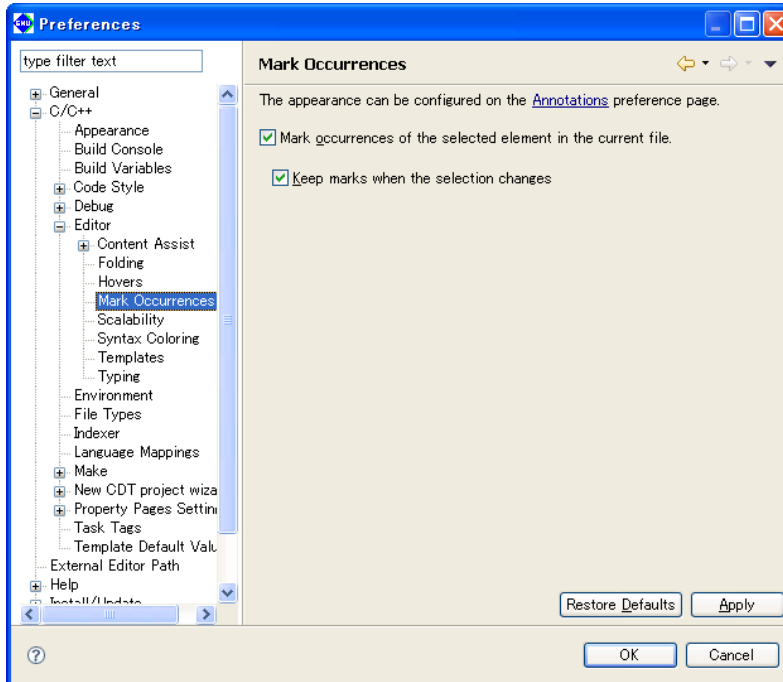 Preferences
type filter text
General
C/C++
Appearance
Build Console
Build Variables
Code Style
Debug
Editor
Content Assist
Folding
Hovers
Mark Occurrences
Scalability
Syntax Coloring
Templates
Typing
Environment
File Types
Indexer
Language Mappings
Make
New CDT project wiza
Property Pages Settin
Task Tags
Template Default Valu
External Editor Path
Help
Install/Update
Mark Occurrences
The appearance can be configured on the Annotations preference page.
Mark occurrences of the selected element in the current file.
Keep marks when the selection changes
Restore Defaults Apply
OK Cancel